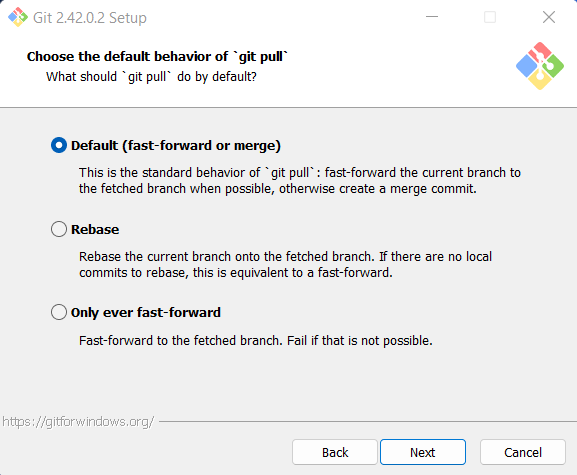 Git 2.42.0.2 Setup
Choose the default behavior of `git pull`
What should `git pull` do by default?
Default (fast-forward or merge)
This is the standard behavior of `git pull`: fast-forward the current branch to
the fetched branch when possible, otherwise create a merge commit.
Rebase
Rebase the current branch onto the fetched branch. If there are no local
commits to rebase, this is equivalent to a fast-forward.
Only ever fast-forward
Fast-forward to the fetched branch. Fail if that is not possible.
https://gitforwindows.org/
Back
Next
Cancel